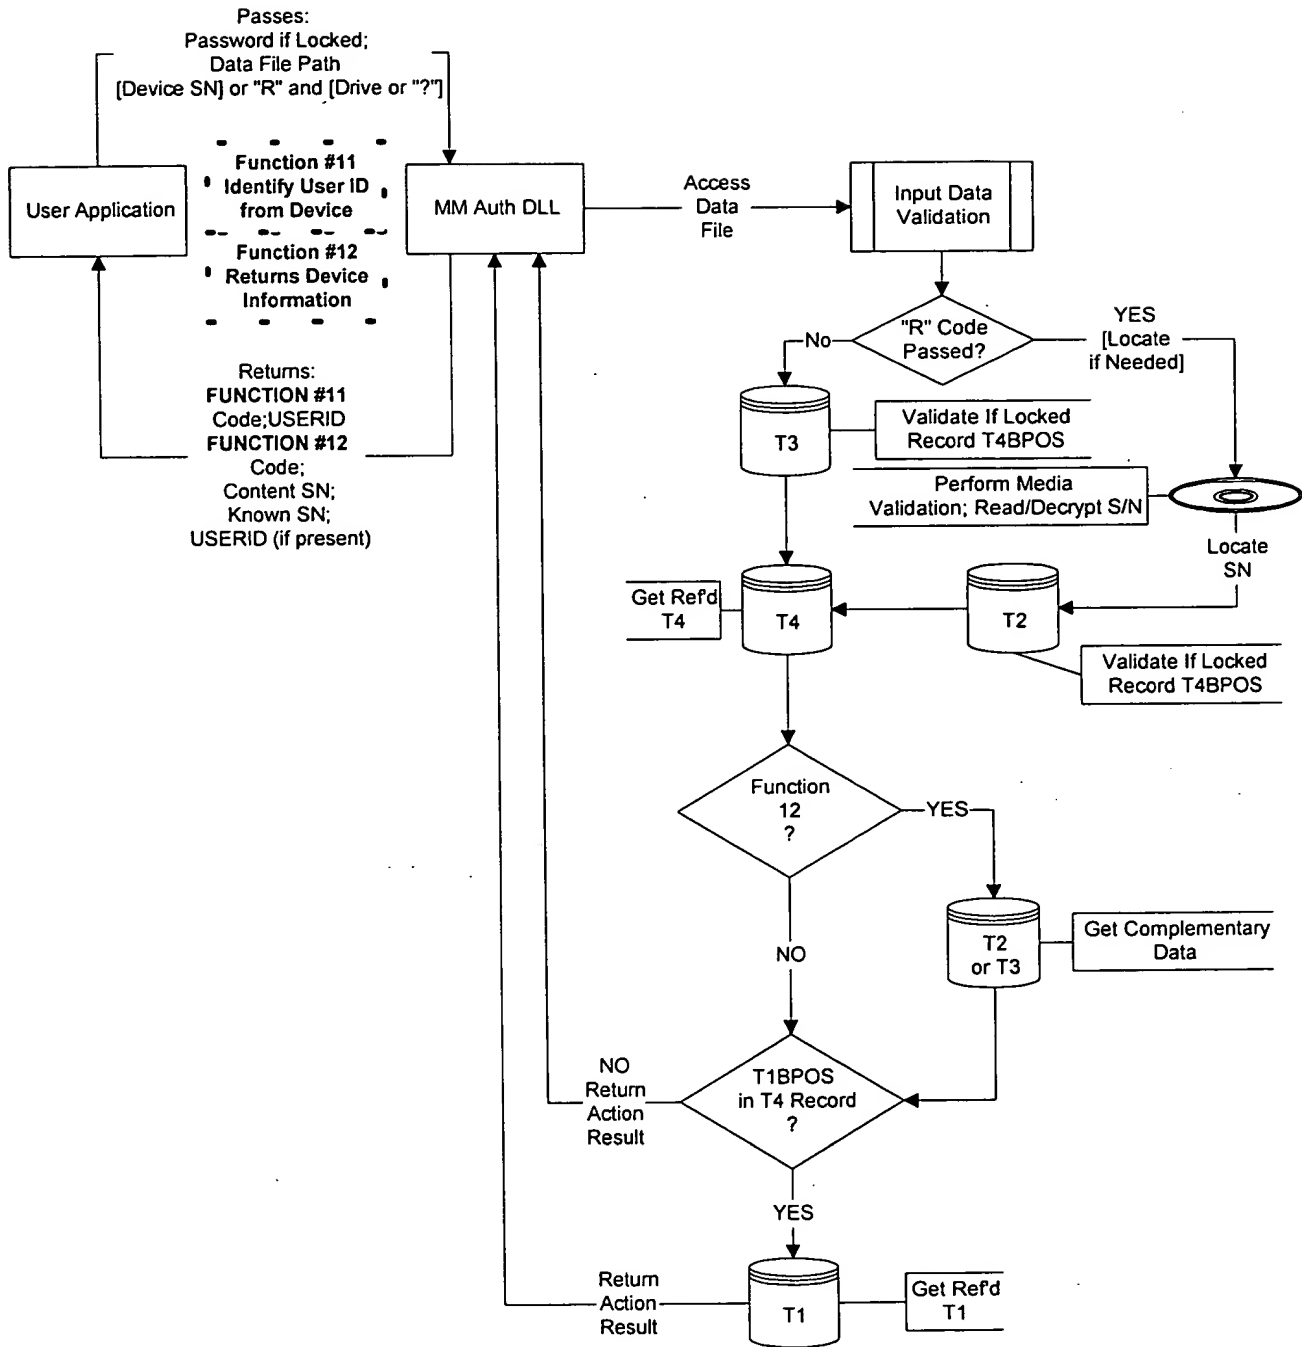 Passes:
Password if Locked;
Data File Path
[Device SN] or "R" and [Drive or "?"]
User Application
Function #11
Identify User ID
from Device
Function #12
Returns Device
Information
MM Auth DLL
Access
Data
File
Input Data
Validation
"R" Code
Passed?
No
YES
[Locate
if Needed]
Returns:
FUNCTION #11
Code;USERID
FUNCTION #12
Code;
Content SN;
Known SN;
USERID (if present)
T3
Validate If Locked
Record T4BPOS
Perform Media
Validation; Read/Decrypt S/N
Locate
SN
Get Ref'd
T4
T4
T2
Validate If Locked
Record T4BPOS
Function
12
?
YES
NO
T2
or T3
Get Complementary
Data
T1BPOS
in T4 Record
?
NO
Return
Action
Result
YES
Return
Action
Result
T1
Get Ref'd
T1